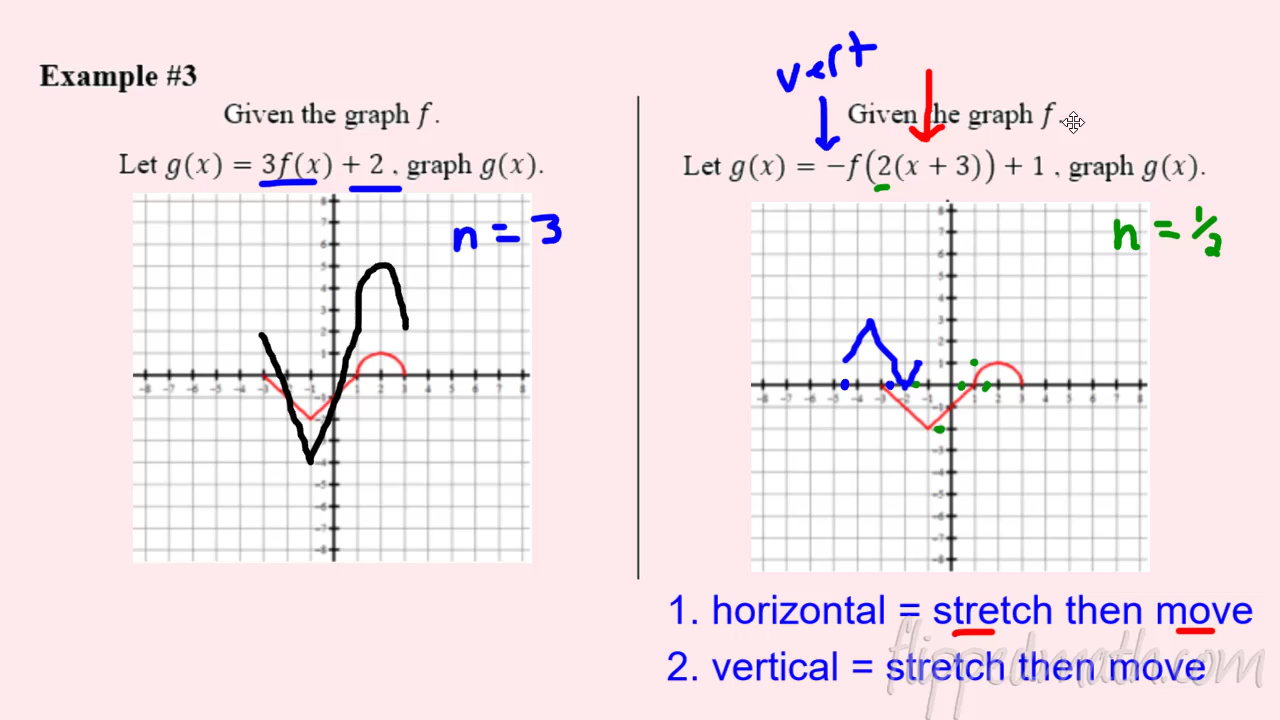 Example #3
Given the graph f.
Let g(x) = 3f(x) + 2 , graph g(x).
n = 3
vert
Given the graph f
Let g(x) = −f(2(x + 3)) + 1 , graph g(x).
n = 1/2
1. horizontal = stretch then move
2. vertical = stretch then move
flippedmath.com